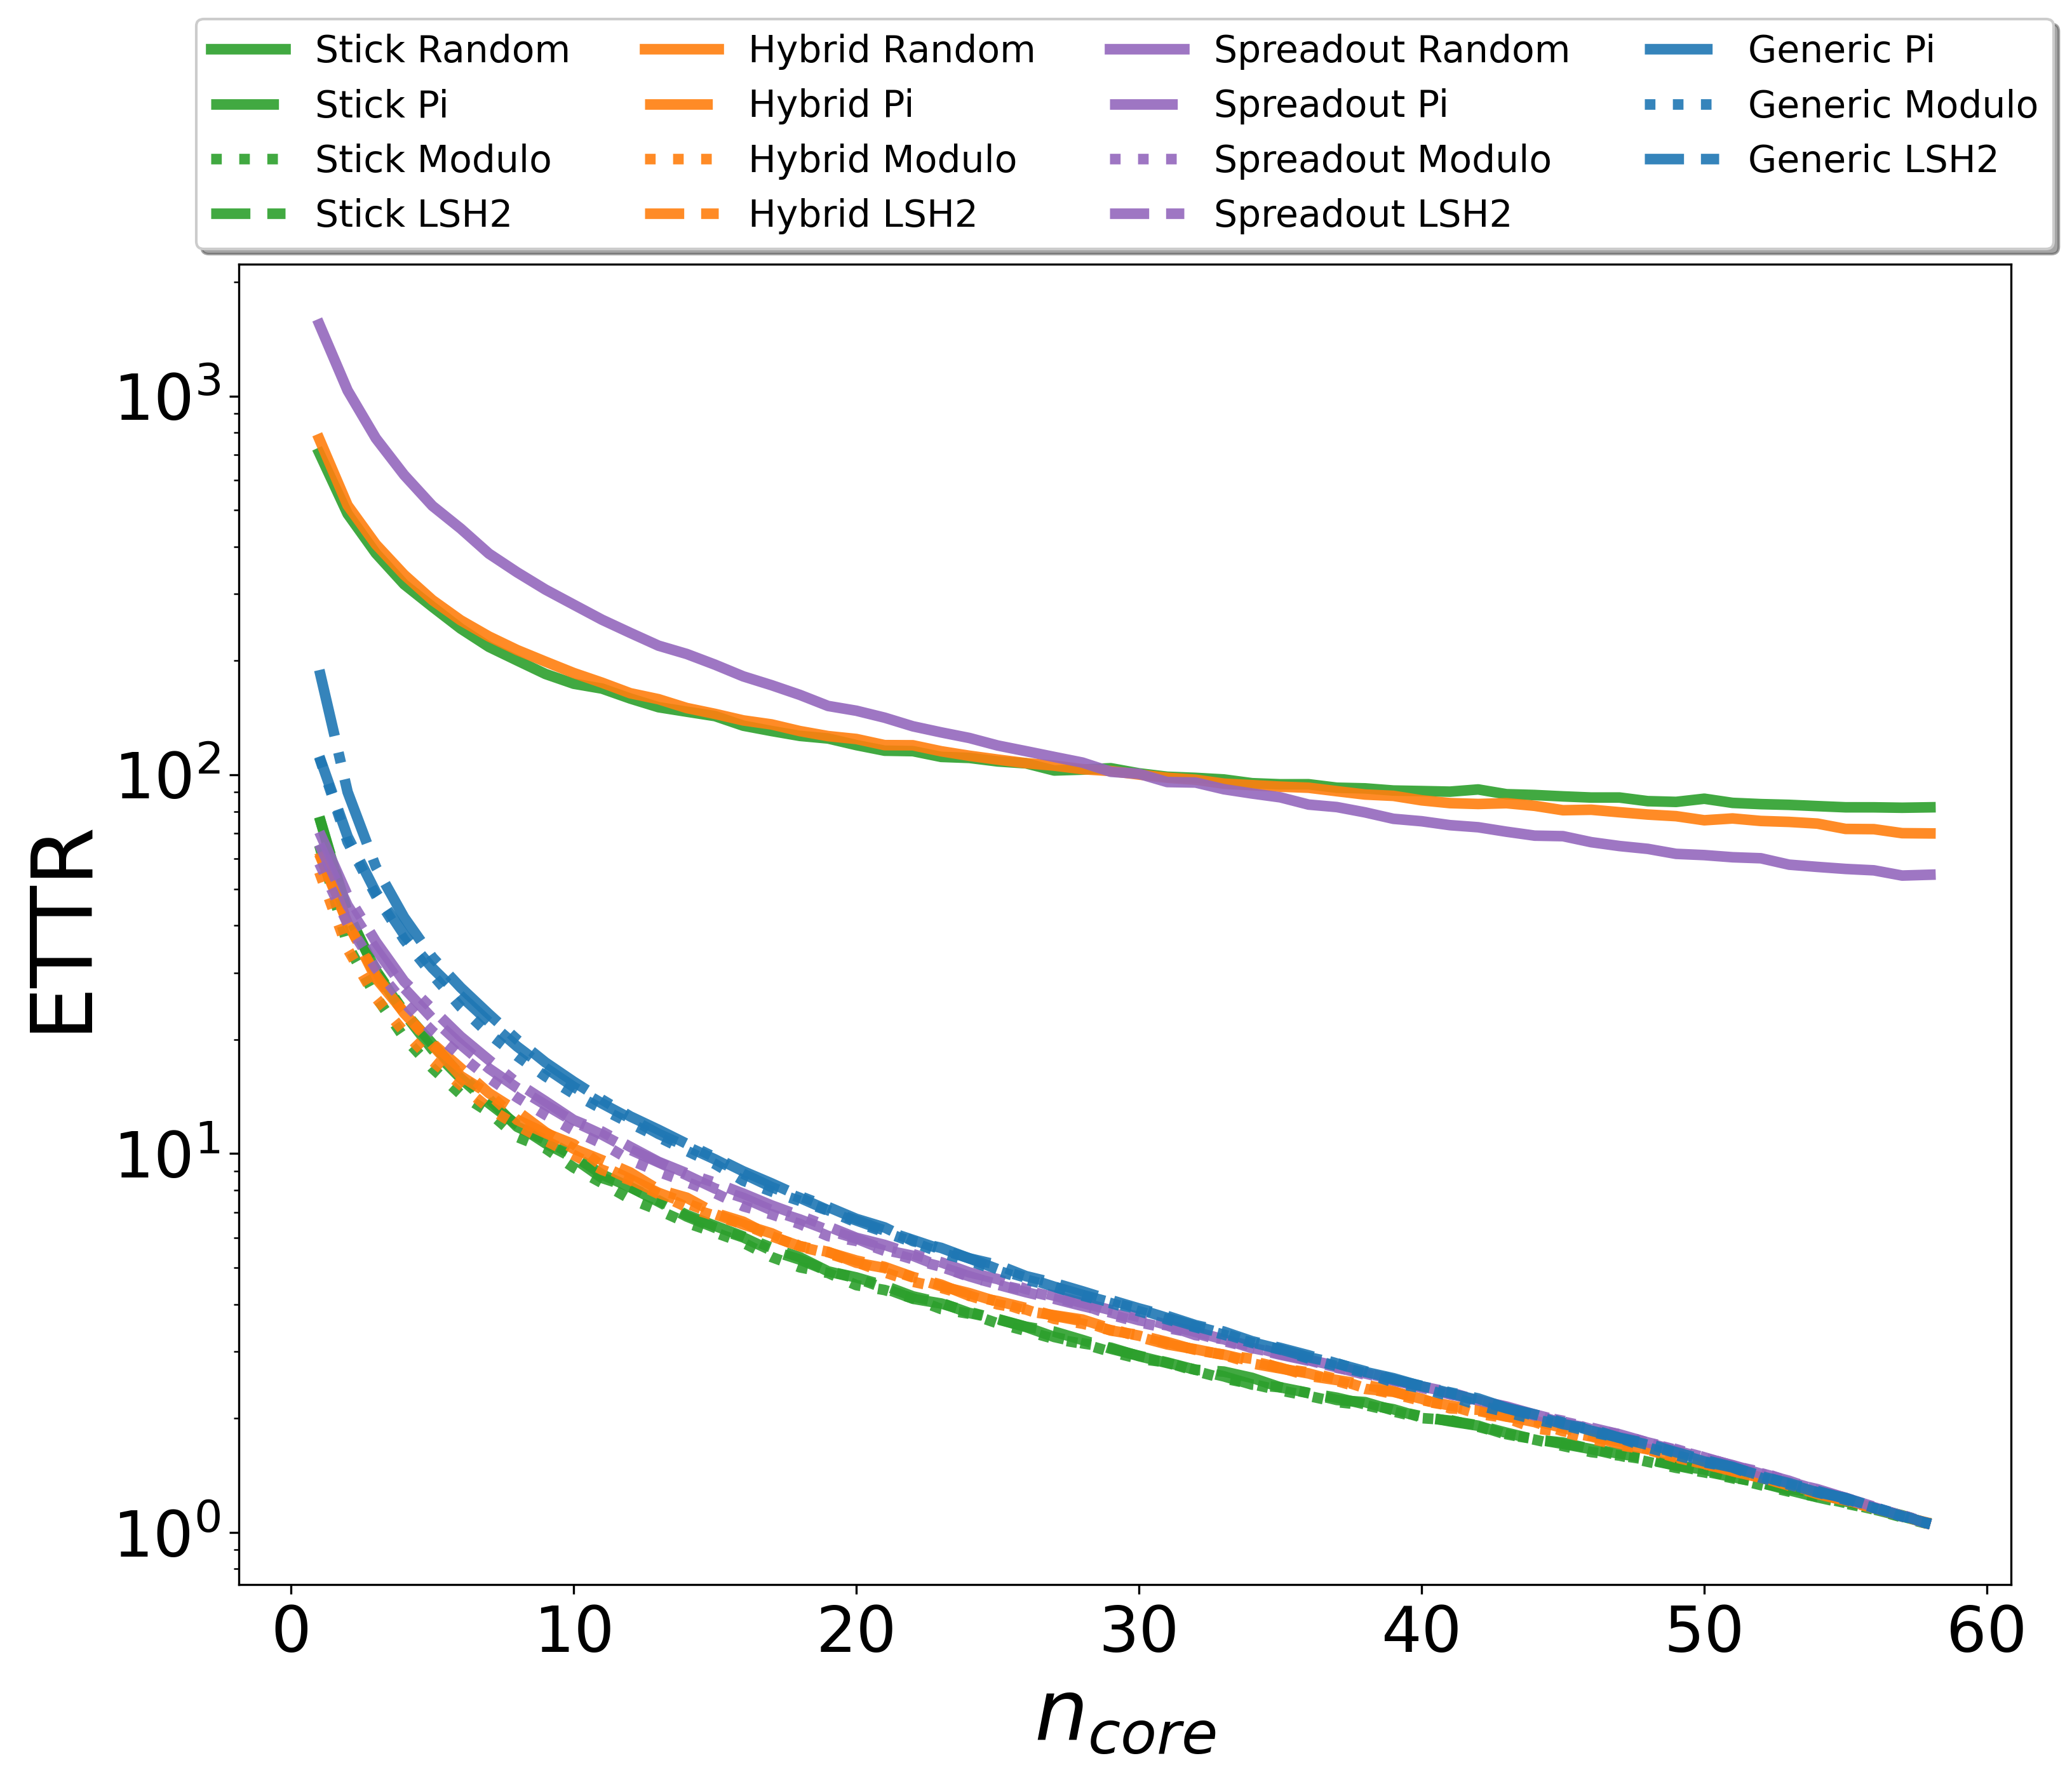 Stick Random
Stick Pi
Stick Modulo
Stick LSH2
Hybrid Random
Hybrid Pi
Hybrid Modulo
Hybrid LSH2
Spreadout Random
Spreadout Pi
Spreadout Modulo
Spreadout LSH2
Generic Pi
Generic Modulo
Generic LSH2
ETTR
10³
10²
10¹
10⁰
0 10 20 30 40 50 60
n_core